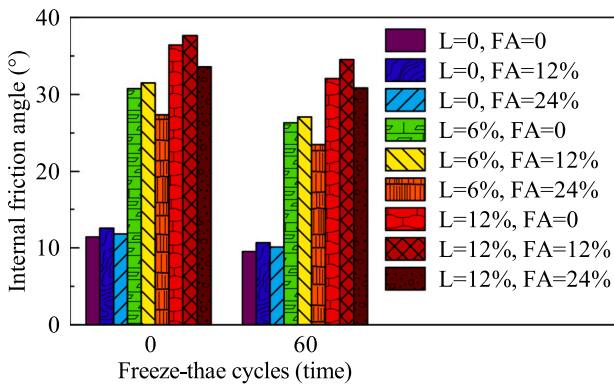 40
30
20
10
0
Internal friction angle (°)
0
60
Freeze-thae cycles (time)
L=0, FA=0
L=0, FA=12%
L=0, FA=24%
L=6%, FA=0
L=6%, FA=12%
L=6%, FA=24%
L=12%, FA=0
L=12%, FA=12%
L=12%, FA=24%